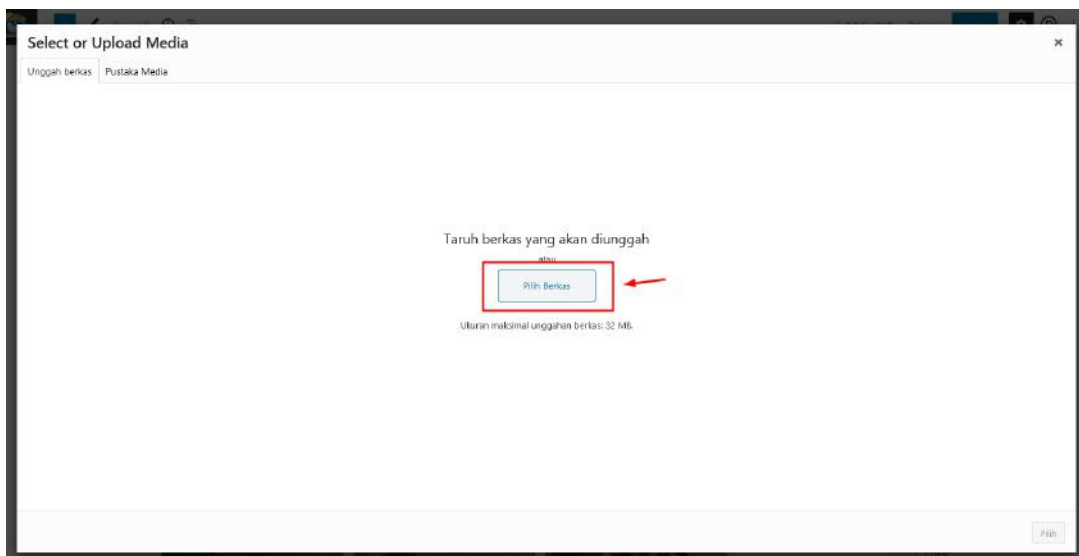 Select or Upload Media
×
Unggah berkas Pustaka Media
Taruh berkas yang akan diunggah
atau
Pilih Berkas
Ukuran maksimal unggahan berkas: 32 MB.
Pilih